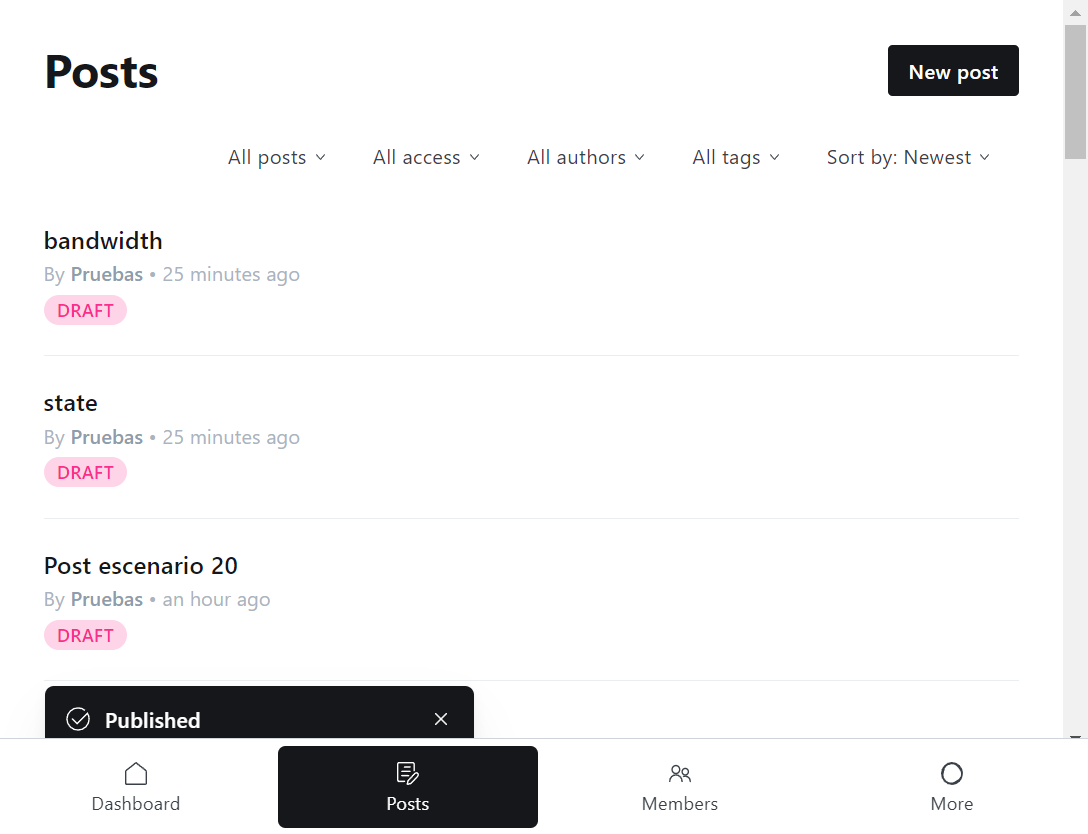 Posts
New post
All posts All access All authors All tags Sort by: Newest
bandwidth
By Pruebas • 25 minutes ago
DRAFT
state
By Pruebas • 25 minutes ago
DRAFT
Post escenario 20
By Pruebas • an hour ago
DRAFT
Published
Dashboard Posts Members More